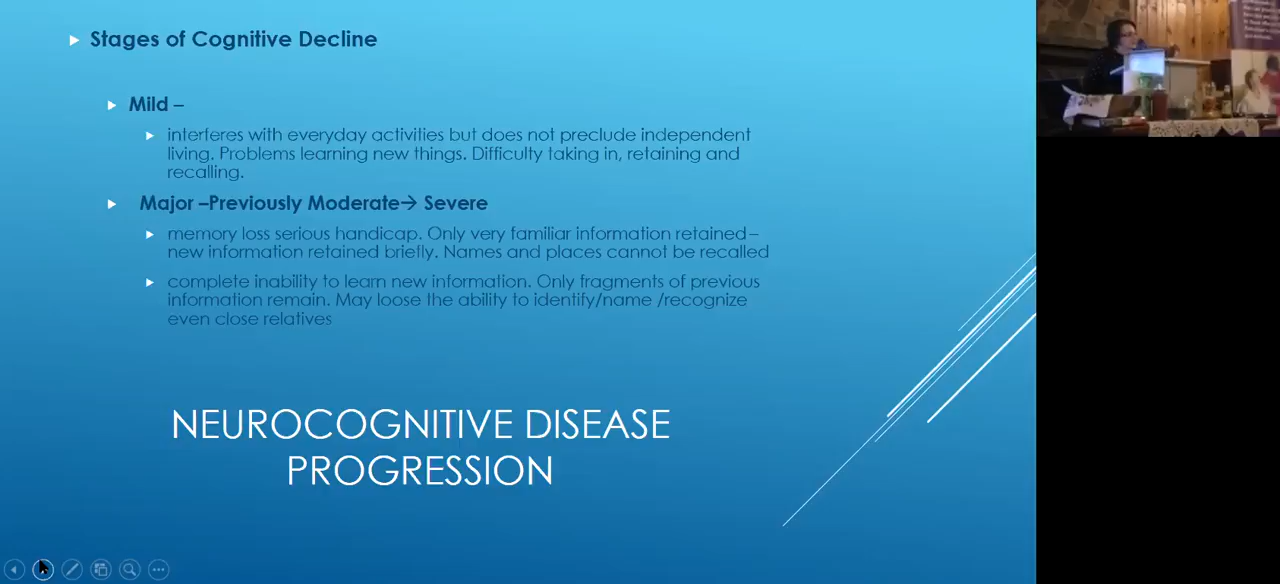 Stages of Cognitive Decline
Mild –
interferes with everyday activities but does not preclude independent
living. Problems learning new things. Difficulty taking in, retaining and
recalling.
Major –Previously Moderate→ Severe
memory loss serious handicap. Only very familiar information retained–
new information retained briefly. Names and places cannot be recalled
complete inability to learn new information. Only fragments of previous
information remain. May loose the ability to identify/name /recognize
even close relatives
NEUROCOGNITIVE DISEASE
PROGRESSION